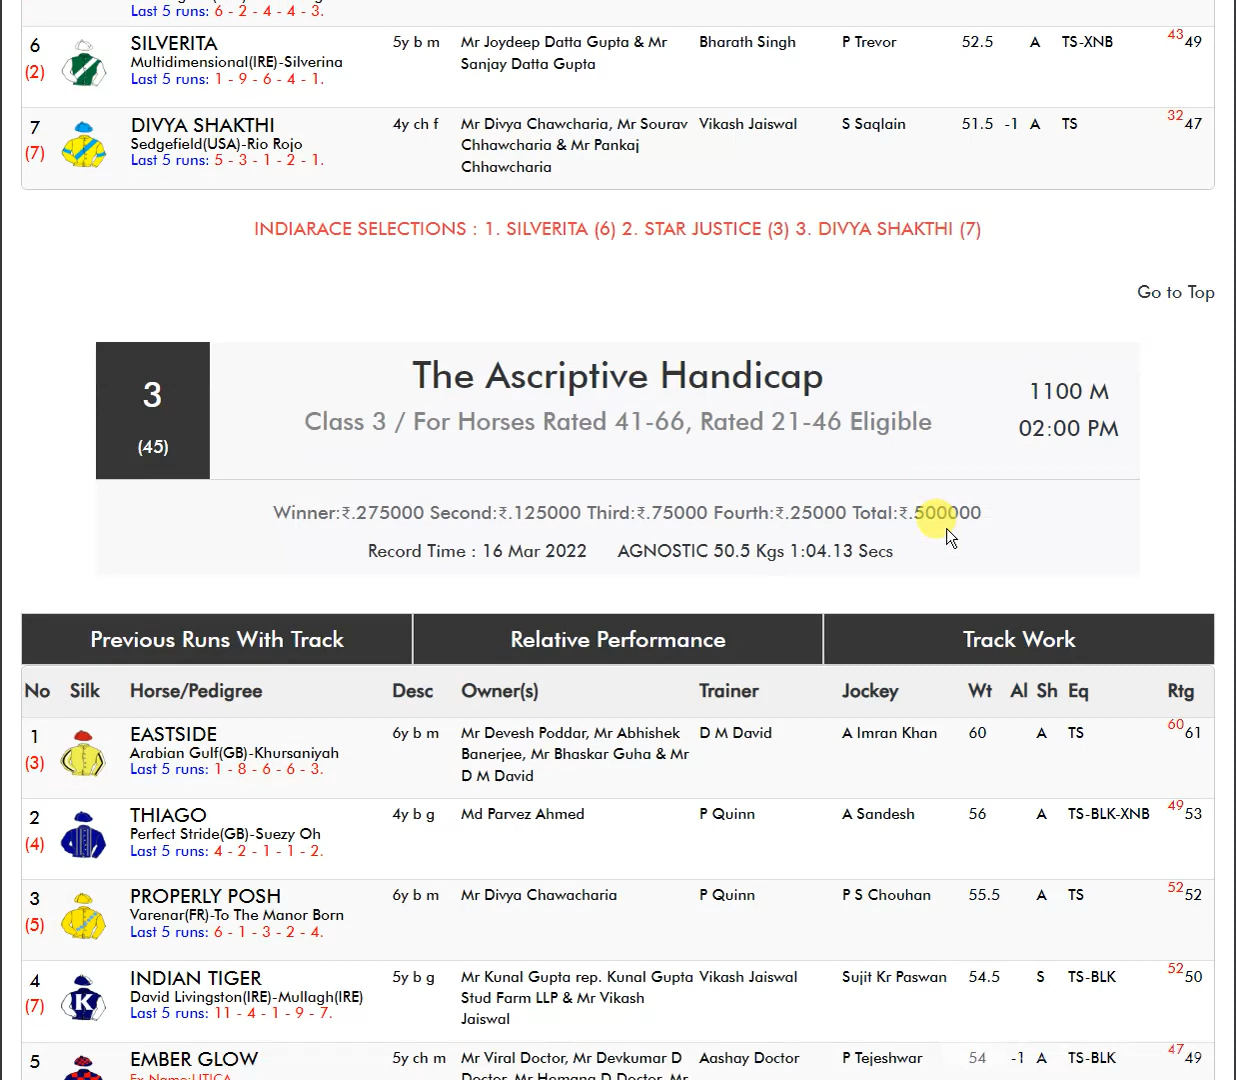 Last 5 runs: 6 - 2 - 4 - 4 - 3.
6 SILVERITA 5y b m Mr Joydeep Datta Gupta & Mr Bharath Singh P Trevor 52.5 A TS-XNB 43 49
(2) Multidimensional(IRE)-Silverina Sanjay Datta Gupta
Last 5 runs: 1 - 9 - 6 - 4 - 1.
7 DIVYA SHAKTHI 4y ch f Mr Divya Chawcharia, Mr Sourav Vikash Jaiswal S Saqlain 51.5 -1 A TS 32 47
(7) Sedgefield(USA)-Rio Rojo Chhawcharia & Mr Pankaj
Last 5 runs: 5 - 3 - 1 - 2 - 1. Chhawcharia
INDIARACE SELECTIONS : 1. SILVERITA (6) 2. STAR JUSTICE (3) 3. DIVYA SHAKTHI (7)
Go to Top
3 The Ascriptive Handicap 1100 M
(45) Class 3 / For Horses Rated 41-66, Rated 21-46 Eligible 02:00 PM
Winner:₹.275000 Second:₹.125000 Third:₹.75000 Fourth:₹.25000 Total:₹.500000
Record Time : 16 Mar 2022 AGNOSTIC 50.5 Kgs 1:04.13 Secs
Previous Runs With Track Relative Performance Track Work
No Silk Horse/Pedigree Desc Owner(s) Trainer Jockey Wt Al Sh Eq Rtg
1 EASTSIDE 6y b m Mr Devesh Poddar, Mr Abhishek D M David A Imran Khan 60 A TS 60 61
(3) Arabian Gulf(GB)-Khursaniyah Banerjee, Mr Bhaskar Guha & Mr
Last 5 runs: 1 - 8 - 6 - 6 - 3. D M David
2 THIAGO 4y b g Md Parvez Ahmed P Quinn A Sandesh 56 A TS-BLK-XNB 49 53
(4) Perfect Stride(GB)-Suezy Oh
Last 5 runs: 4 - 2 - 1 - 1 - 2.
3 PROPERLY POSH 6y b m Mr Divya Chawacharia P Quinn P S Chouhan 55.5 A TS 52 52
(5) Varenar(FR)-To The Manor Born
Last 5 runs: 6 - 1 - 3 - 2 - 4.
4 INDIAN TIGER 5y b g Mr Kunal Gupta rep. Kunal Gupta Vikash Jaiswal Sujit Kr Paswan 54.5 S TS-BLK 52 50
(7) K David Livingston(IRE)-Mullagh(IRE) Stud Farm LLP & Mr Vikash
Last 5 runs: 11 - 4 - 1 - 9 - 7. Jaiswal
5 EMBER GLOW 5y ch m Mr Viral Doctor, Mr Devkumar D Aashay Doctor P Tejeshwar 54 -1 A TS-BLK 47 49
Ex-Name:UTICA Doctor, Mr Hemang D Doctor, Mr